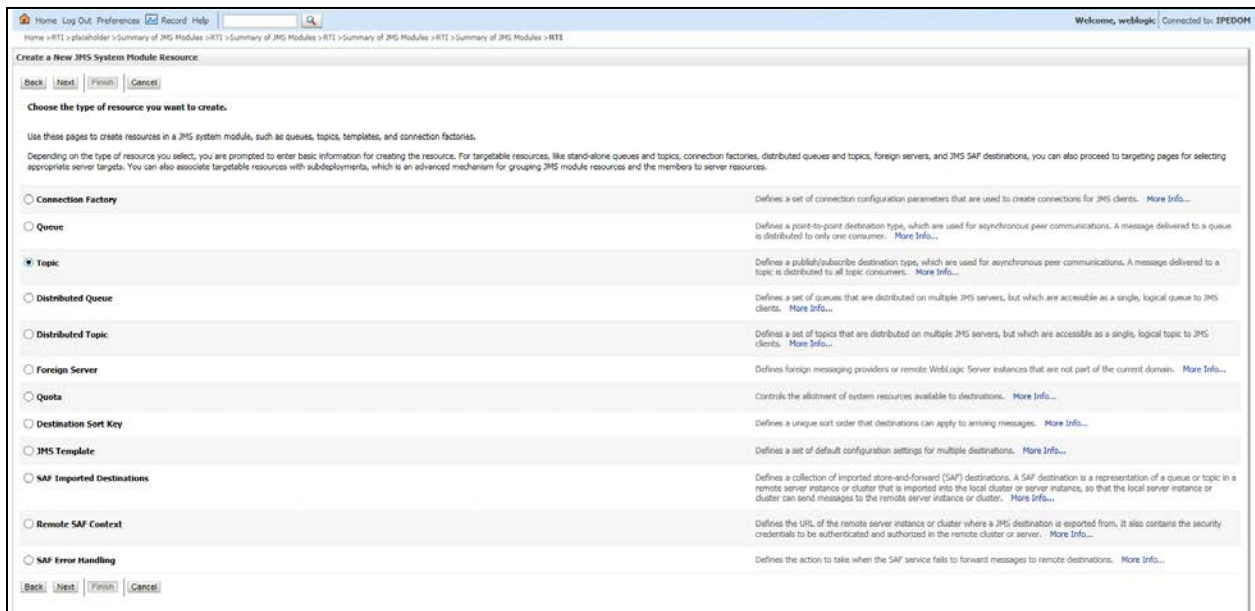 Home Log Out Preferences Record Help
Welcome, weblogic Connected to: IPEDOM
Home >RTI >placeholder >Summary of JMS Modules >RTI >Summary of JMS Modules >RTI >Summary of JMS Modules >RTI >Summary of JMS Modules >RTI
Create a New JMS System Module Resource
Back Next Finish Cancel
Choose the type of resource you want to create.
Use these pages to create resources in a JMS system module, such as queues, topics, templates, and connection factories.
Depending on the type of resource you select, you are prompted to enter basic information for creating the resource. For targetable resources, like stand-alone queues and topics, connection factories, distributed queues and topics, foreign servers, and JMS SAF destinations, you can also proceed to targeting pages for selecting
appropriate server targets. You can also associate targetable resources with subdeployments, which is an advanced mechanism for grouping JMS module resources and the members to server resources.
Connection Factory
Defines a set of connection configuration parameters that are used to create connections for JMS clients. More Info...
Queue
Defines a point-to-point destination type, which are used for asynchronous peer communications. A message delivered to a queue
is distributed to only one consumer. More Info...
Topic
Defines a publish/subscribe destination type, which are used for asynchronous peer communications. A message delivered to a
topic is distributed to all topic consumers. More Info...
Distributed Queue
Defines a set of queues that are distributed on multiple JMS servers, but which are accessible as a single, logical queue to JMS
clients. More Info...
Distributed Topic
Defines a set of topics that are distributed on multiple JMS servers, but which are accessible as a single, logical topic to JMS
clients. More Info...
Foreign Server
Defines foreign messaging providers or remote WebLogic Server instances that are not part of the current domain. More Info...
Quota
Controls the allotment of system resources available to destinations. More Info...
Destination Sort Key
Defines a unique sort order that destinations can apply to arriving messages. More Info...
JMS Template
Defines a set of default configuration settings for multiple destinations. More Info...
SAF Imported Destinations
Defines a collection of imported store-and-forward (SAF) destinations. A SAF destination is a representation of a queue or topic in a
remote server instance or cluster that is imported into the local cluster or server instance, so that the local server instance or
cluster can send messages to the remote server instance or cluster. More Info...
Remote SAF Context
Defines the URL of the remote server instance or cluster where a JMS destination is exported from. It also contains the security
credentials to be authenticated and authorized in the remote cluster or server. More Info...
SAF Error Handling
Defines the action to take when the SAF service fails to forward messages to remote destinations. More Info...
Back Next Finish Cancel